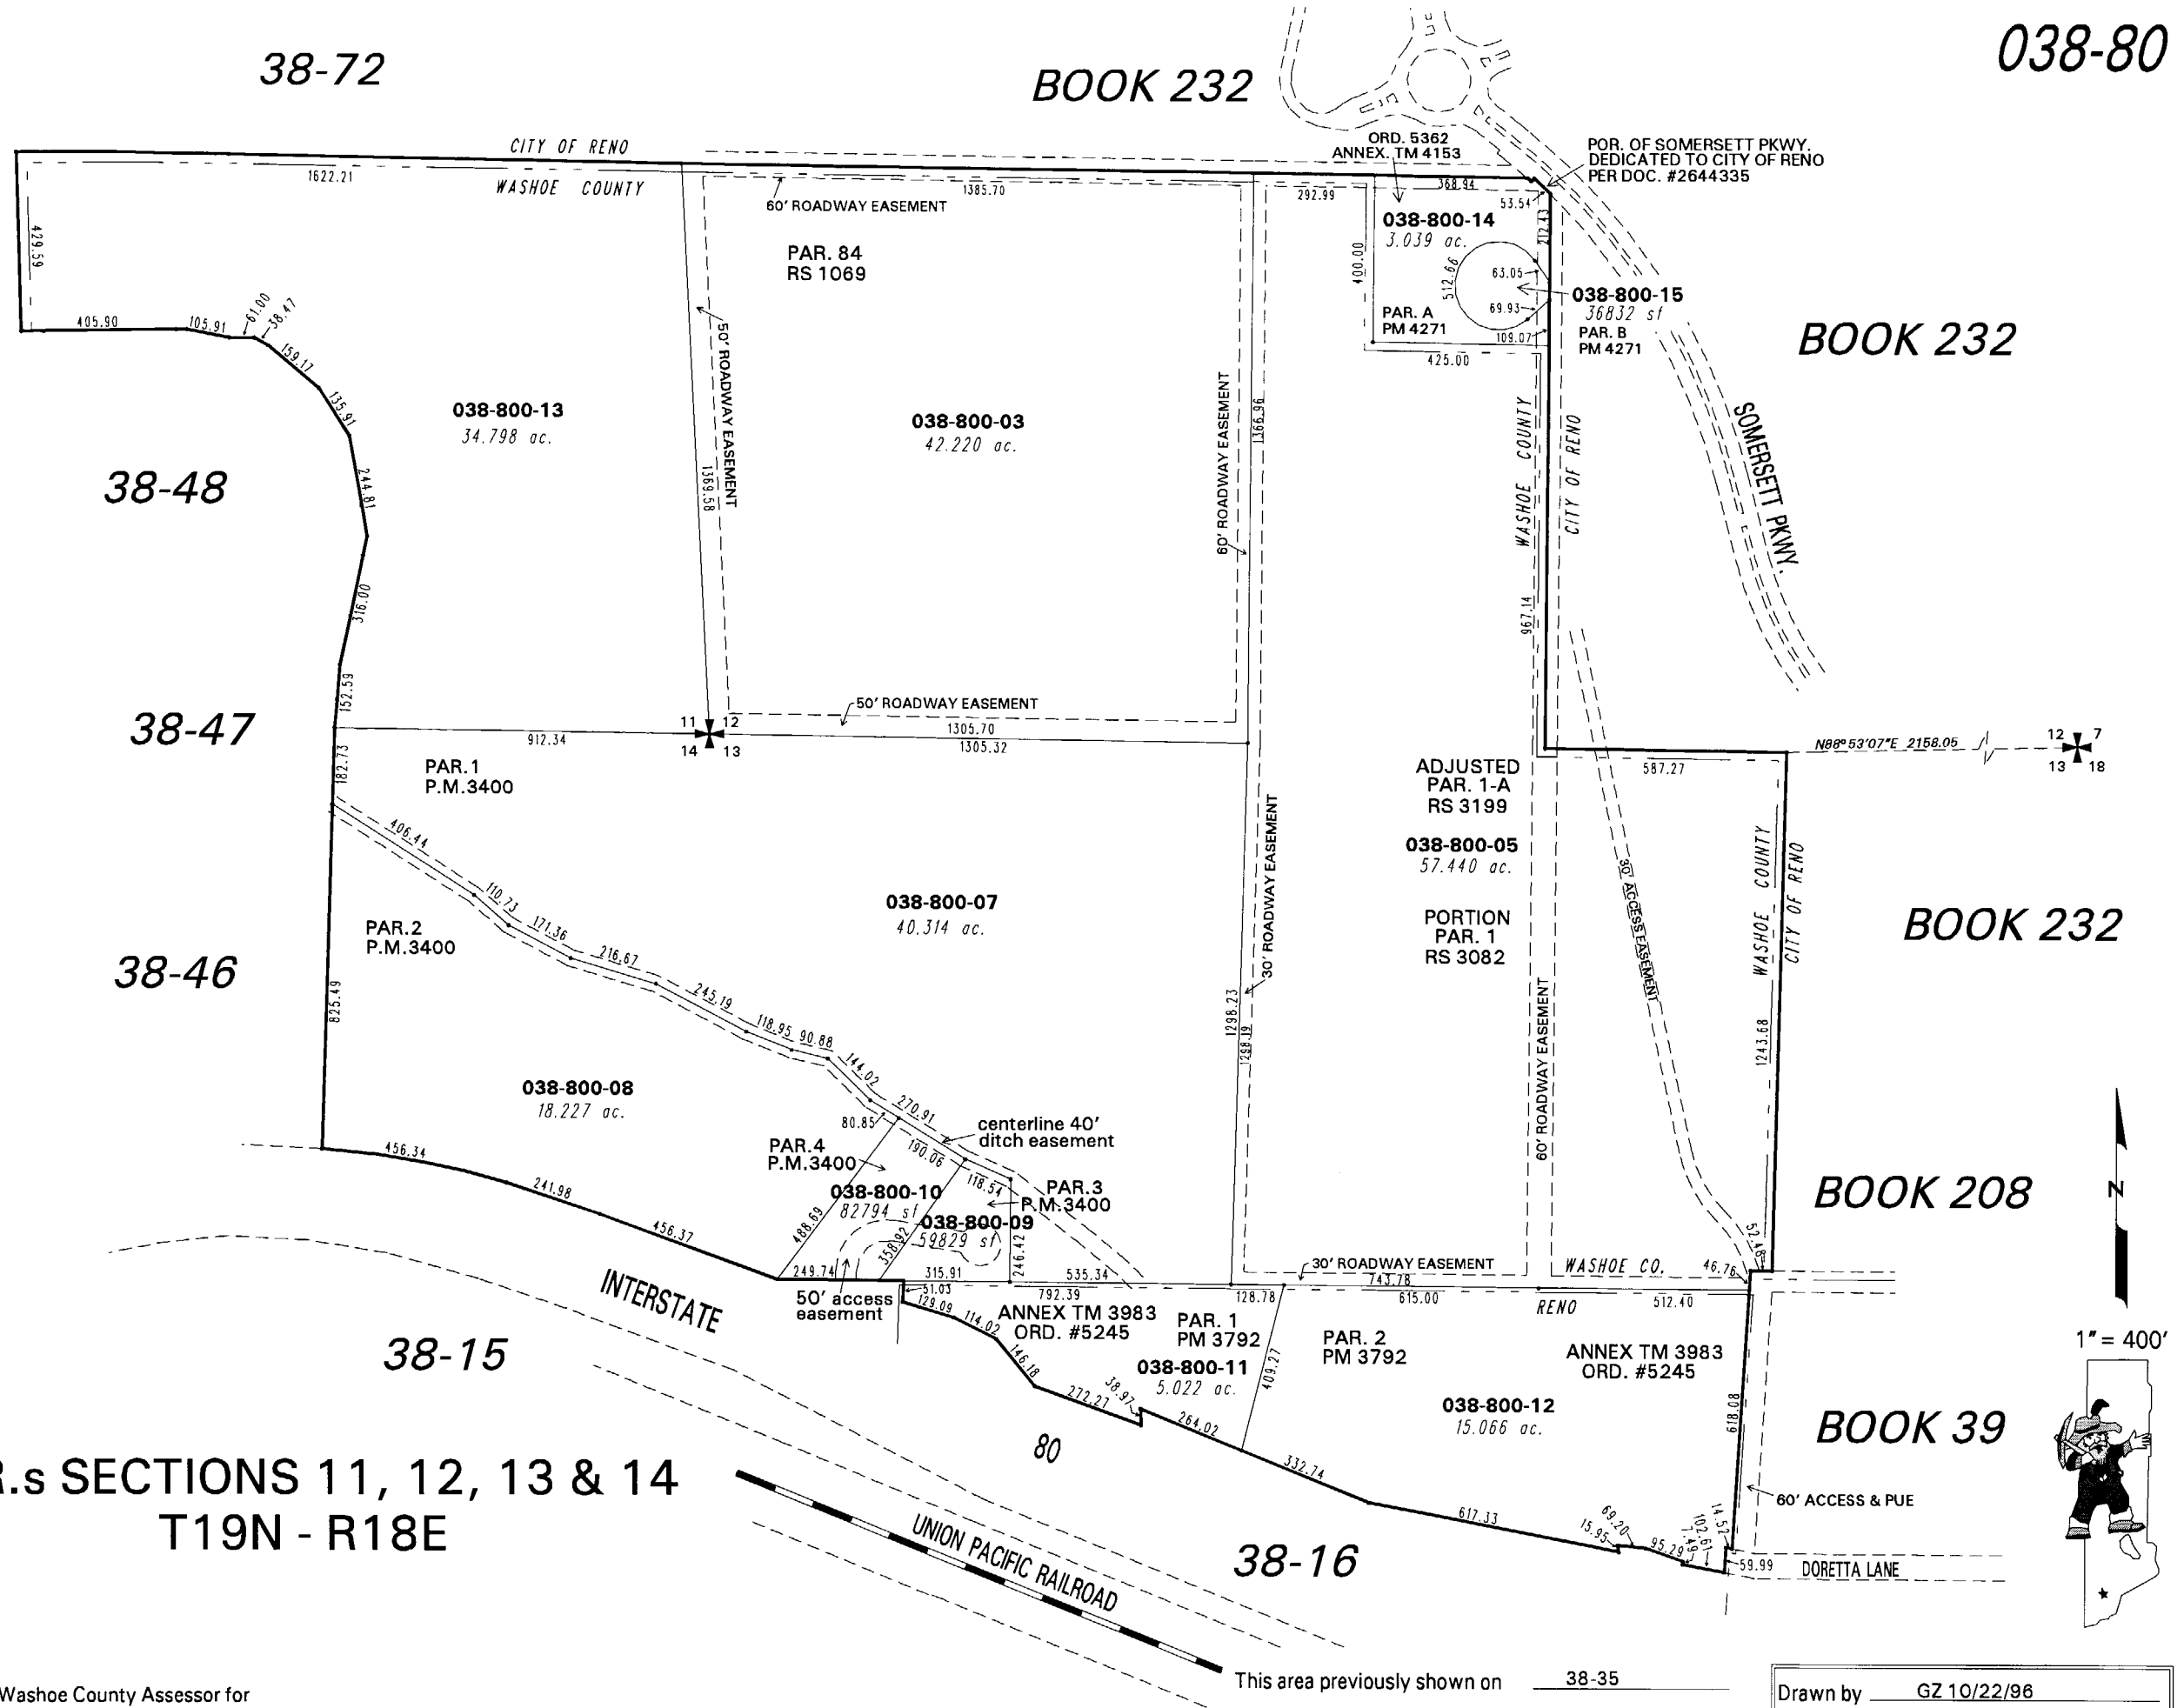 038-80
38-72
BOOK 232
CITY OF RENO
WASHOE COUNTY
1622.21
429.59
60' ROADWAY EASEMENT
1385.70
292.99
ORD. 5362
ANNEX. TM 4153
368.94
53.54
POR. OF SOMERSETT PKWY.
DEDICATED TO CITY OF RENO
PER DOC. #2644335
038-800-14
3.039 ac.
212.43
400.00
512.66
63.05
69.93
109.07
425.00
PAR. A
PM 4271
038-800-15
36832 sf
PAR. B
PM 4271
BOOK 232
PAR. 84
RS 1069
405.90
105.91
61.00
38.47
159.17
135.91
244.81
316.00
152.59
038-800-13
34.798 ac.
50' ROADWAY EASEMENT
1369.58
038-800-03
42.220 ac.
60' ROADWAY EASEMENT
1366.96
WASHOE COUNTY
CITY OF RENO
967.14
SOMERSETT PKWY.
38-48
38-47
50' ROADWAY EASEMENT
1305.70
1305.32
912.34
11 12
14 13
182.73
PAR.1
P.M.3400
ADJUSTED
PAR. 1-A
RS 3199
038-800-05
57.440 ac.
PORTION
PAR. 1
RS 3082
587.27
N88°53'07"E 2158.05
12 7
13 18
WASHOE COUNTY
CITY OF RENO
1243.68
30' ACCESS EASEMENT
30' ROADWAY EASEMENT
60' ROADWAY EASEMENT
BOOK 232
406.44
110.73
171.36
216.67
245.19
118.95
90.88
144.02
270.91
PAR.2
P.M.3400
038-800-07
40.314 ac.
38-46
825.49
1298.23
1298.19
038-800-08
18.227 ac.
80.85
190.06
118.54
centerline 40'
ditch easement
PAR.4
P.M.3400
038-800-10
82794 sf
PAR.3
P.M.3400
038-800-09
59829 sf
488.69
358.92
246.42
456.34
241.98
456.37
249.74
315.91
535.34
51.03
792.39
128.78
50' access
easement
30' ROADWAY EASEMENT
743.78
615.00
WASHOE CO.
RENO
512.40
46.76
52.48
BOOK 208
N
1" = 400'
INTERSTATE
80
38-15
129.09
114.02
146.18
272.27
38.97
264.02
ANNEX TM 3983
ORD. #5245
PAR. 1
PM 3792
038-800-11
5.022 ac.
409.27
PAR. 2
PM 3792
038-800-12
15.066 ac.
ANNEX TM 3983
ORD. #5245
618.08
BOOK 39
60' ACCESS & PUE
332.74
617.33
15.95
69.20
95.29
7.49
102.61
14.52
59.99
DORETTA LANE
R.s SECTIONS 11, 12, 13 & 14
T19N - R18E
UNION PACIFIC RAILROAD
38-16
Washoe County Assessor for
This area previously shown on 38-35
Drawn by GZ 10/22/96